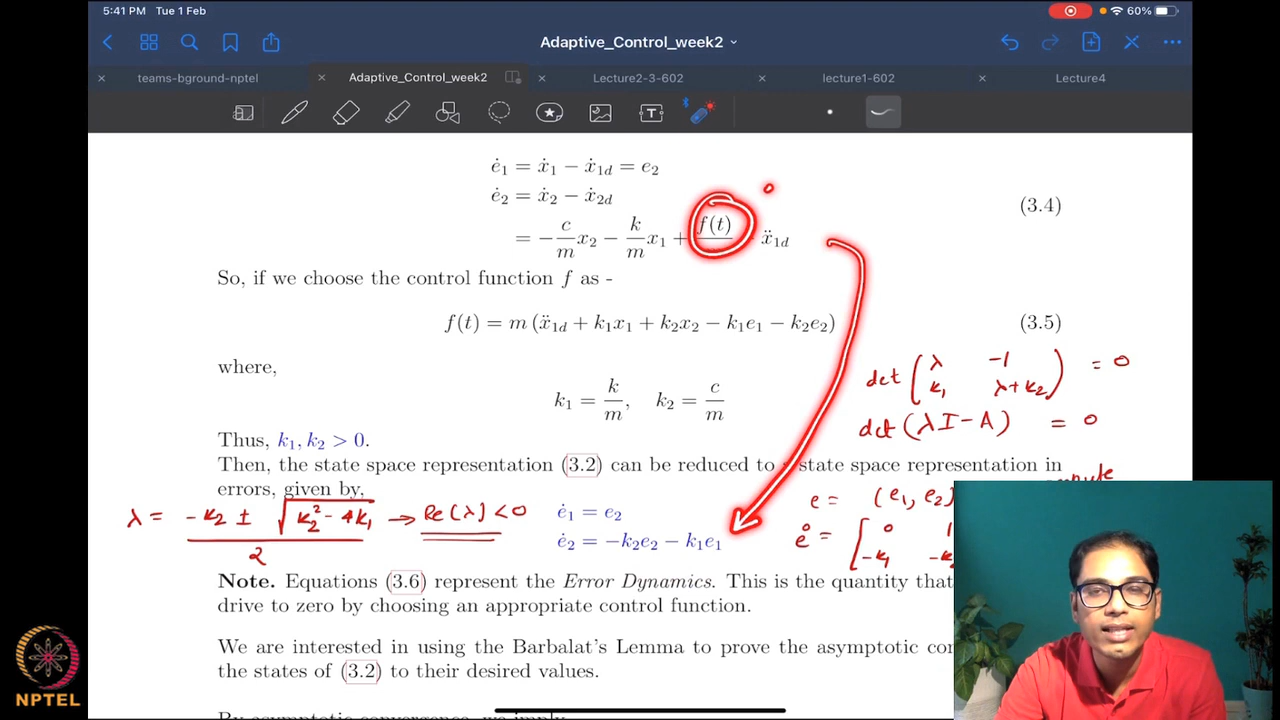 5:41 PM Tue 1 Feb
60%
Adaptive_Control_week2
teams-bground-nptel
Adaptive_Control_week2
Lecture2-3-602
lecture1-602
Lecture4
ė₁ = ẋ₁ − ẋ₁d = e₂
ė₂ = ẋ₂ − ẋ₂d
(3.4)
= − c/m x₂ − k/m x₁ + f(t) ẍ₁d
So, if we choose the control function f as -
f(t) = m (ẍ₁d + k₁x₁ + k₂x₂ − k₁e₁ − k₂e₂) (3.5)
where,
k₁ = k/m, k₂ = c/m
det ( λ −1 ; k₁ λ+k₂ ) = 0
det (λI − A) = 0
Thus, k₁, k₂ > 0.
Then, the state space representation (3.2) can be reduced to state space representation in
errors, given by,
λ = −k₂ ± √(k₂² − 4k₁) / 2 → Re(λ) < 0
ė₁ = e₂
ė₂ = −k₂e₂ − k₁e₁
e = (e₁, e₂)
ė = [ 0 1 ; −k₁ −k₂
Note. Equations (3.6) represent the Error Dynamics. This is the quantity that
drive to zero by choosing an appropriate control function.
We are interested in using the Barbalat's Lemma to prove the asymptotic
the states of (3.2) to their desired values.
NPTEL